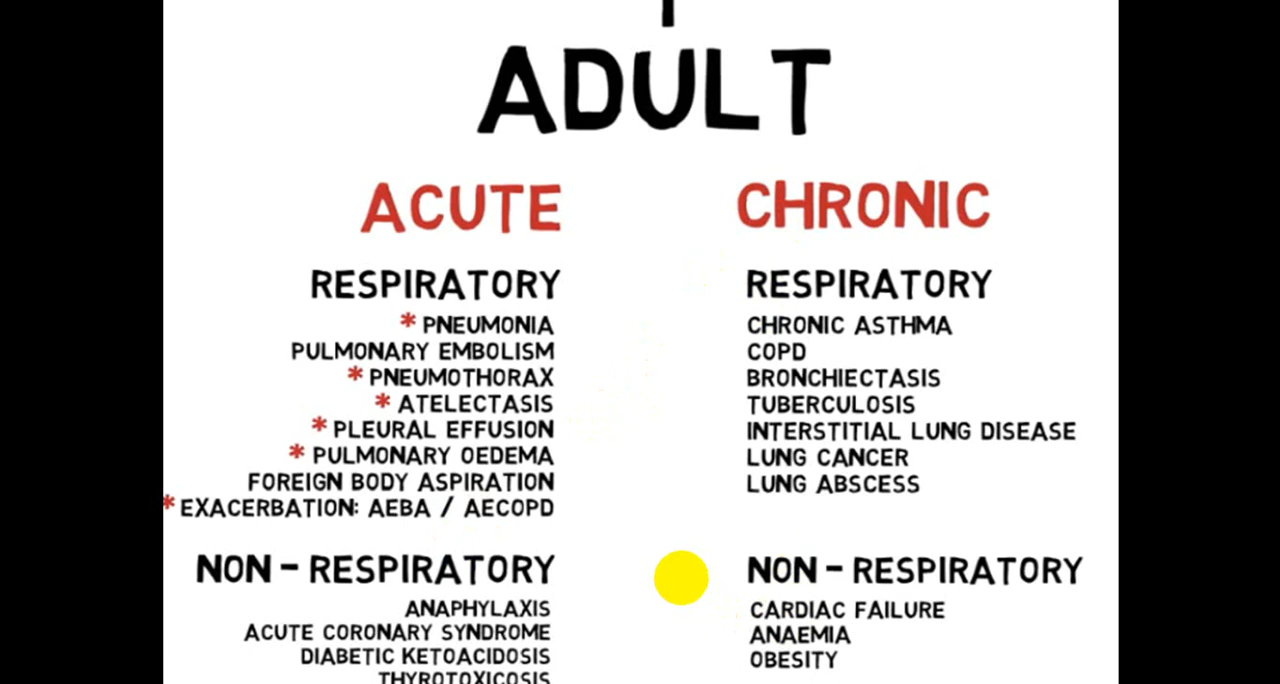 ADULT
ACUTE
RESPIRATORY
* PNEUMONIA
PULMONARY EMBOLISM
* PNEUMOTHORAX
* ATELECTASIS
* PLEURAL EFFUSION
* PULMONARY OEDEMA
FOREIGN BODY ASPIRATION
* EXACERBATION: AEBA / AECOPD
NON - RESPIRATORY
ANAPHYLAXIS
ACUTE CORONARY SYNDROME
DIABETIC KETOACIDOSIS
THYROTOXICOSIS
CHRONIC
RESPIRATORY
CHRONIC ASTHMA
COPD
BRONCHIECTASIS
TUBERCULOSIS
INTERSTITIAL LUNG DISEASE
LUNG CANCER
LUNG ABSCESS
NON - RESPIRATORY
CARDIAC FAILURE
ANAEMIA
OBESITY